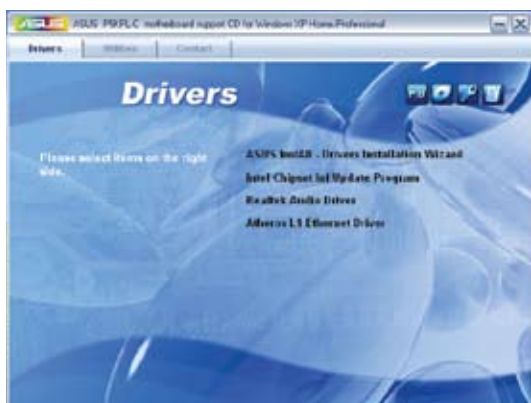 ASUS P5KPL-C motherboard support CD for Windows XP Home/Professional
Drivers
Utilities
Contact
Drivers
Please select items on the right
side.
ASUS InstAll - Drivers Installation Wizard
Intel Chipset Inf Update Program
Realtek Audio Driver
Atheros L1 Ethernet Driver